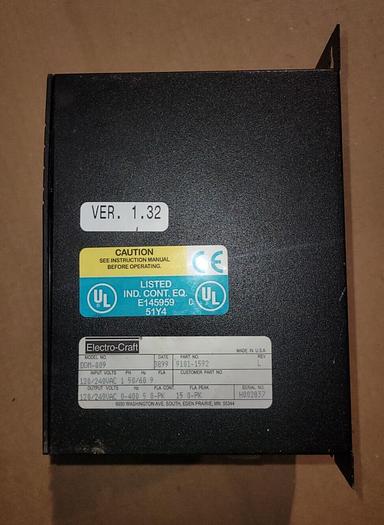 VER. 1.32
CAUTION
SEE INSTRUCTION MANUAL
BEFORE OPERATING.
CE
LISTED
IND. CONT. EQ.
E145959
51Y4
UL
UL
Electro-Craft
MADE IN U.S.A.
MODEL NO. DATE PART NO. REV
DDM-009 0899 9101-1592 L
INPUT VOLTS PH Hz FLA CUSTOMER PART NO.
120/240VAC 1 50/60 9
OUTPUT VOLTS Hz FLA CONT. FLA PEAK SERIAL NO.
120/240VAC 0-400 5 0-PK 15 0-PK H002037
6950 WASHINGTON AVE. SOUTH, EDEN PRAIRIE, MN. 55344